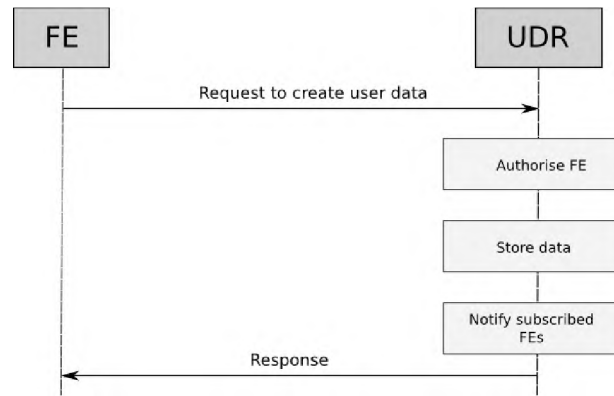 FE
UDR
Request to create user data
Authorise FE
Store data
Notify subscribed
FEs
Response